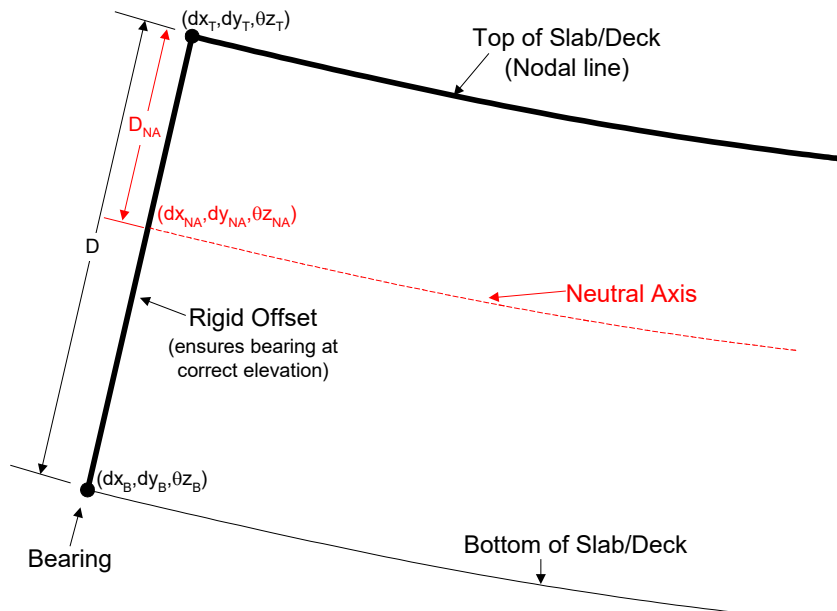 (dxT,dyT,θzT)
Top of Slab/Deck
(Nodal line)
DNA
(dxNA,dyNA,θzNA)
D
Neutral Axis
Rigid Offset
(ensures bearing at
correct elevation)
(dxB,dyB,θzB)
Bearing
Bottom of Slab/Deck